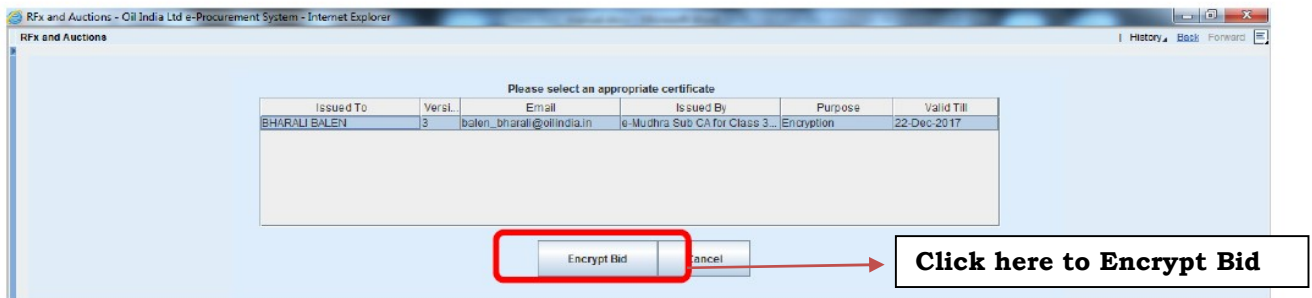 RFx and Auctions - Oil India Ltd e-Procurement System - Internet Explorer
RFx and Auctions | History Back Forward
Please select an appropriate certificate
Issued To Versi... Email Issued By Purpose Valid Till
BHARALI BALEN 3 balen_bharali@oilindia.in e-Mudhra Sub CA for Class 3... Encryption 22-Dec-2017
Encrypt Bid Cancel
Click here to Encrypt Bid